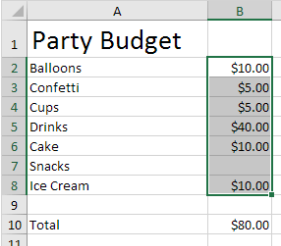 A B
1 Party Budget
2 Balloons $10.00
3 Confetti $5.00
4 Cups $5.00
5 Drinks $40.00
6 Cake $10.00
7 Snacks
8 Ice Cream $10.00
9
10 Total $80.00
11